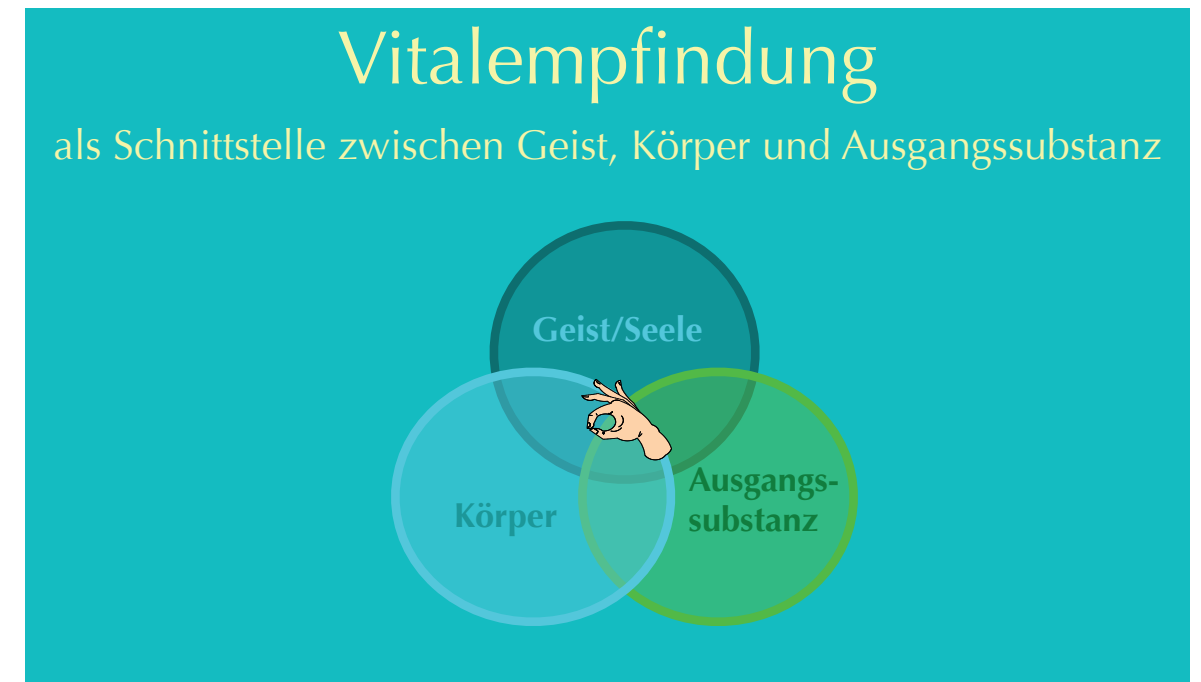 Vitalempfindung
als Schnittstelle zwischen Geist, Körper und Ausgangssubstanz
Geist/Seele
Körper
Ausgangs-
substanz